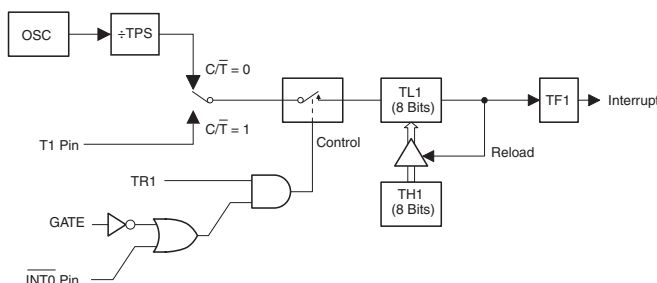 OSC
÷TPS
C/T̅ = 0
C/T̅ = 1
T1 Pin
Control
TL1
(8 Bits)
TF1
Interrupt
Reload
TH1
(8 Bits)
TR1
GATE
I̅N̅T̅0̅ Pin